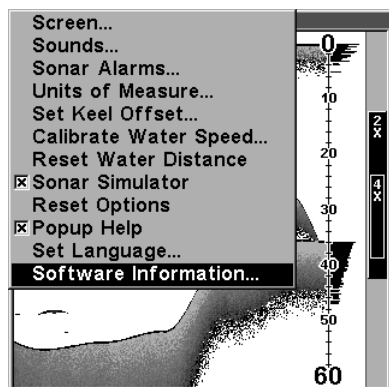 Screen...
Sounds...
Sonar Alarms...
Units of Measure...
Set Keel Offset...
Calibrate Water Speed...
Reset Water Distance
Sonar Simulator
Reset Options
Popup Help
Set Language...
Software Information...
0
10
20
30
40
50
60
2x
4x